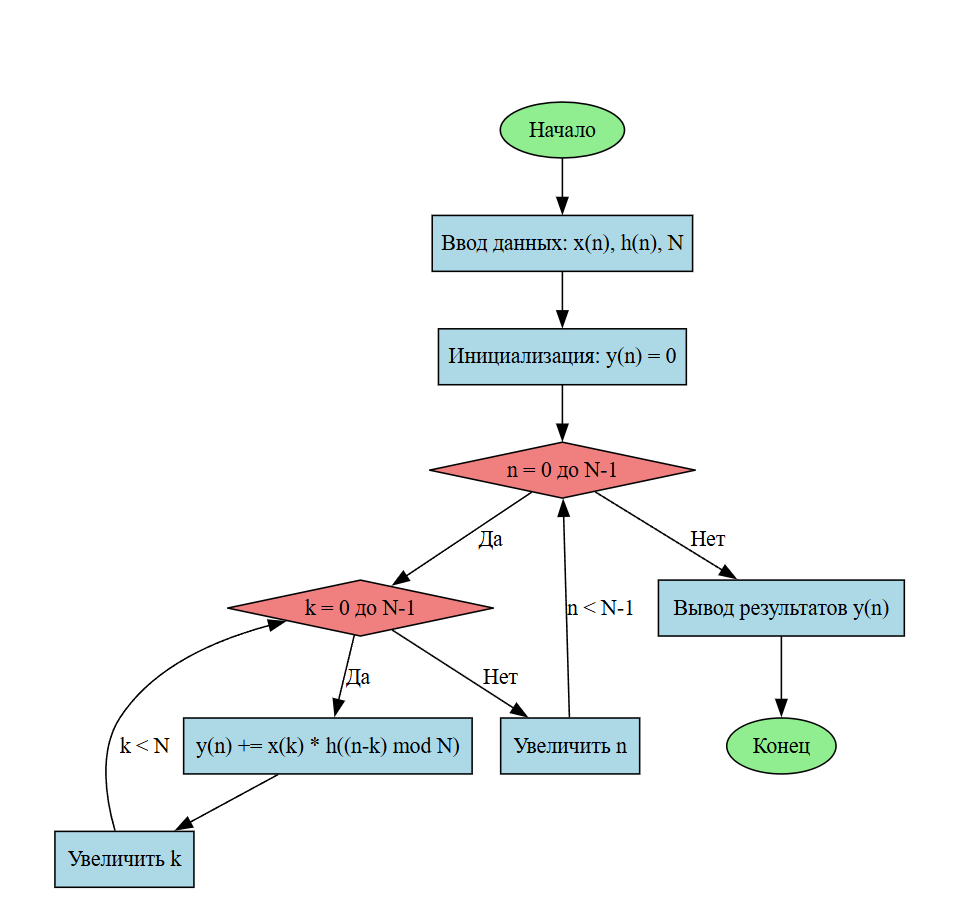 Начало
Ввод данных: x(n), h(n), N
Инициализация: y(n) = 0
n = 0 до N-1
Да
Нет
k = 0 до N-1
n < N-1
Вывод результатов y(n)
Да
Нет
k < N
y(n) += x(k) * h((n-k) mod N)
Увеличить n
Конец
Увеличить k